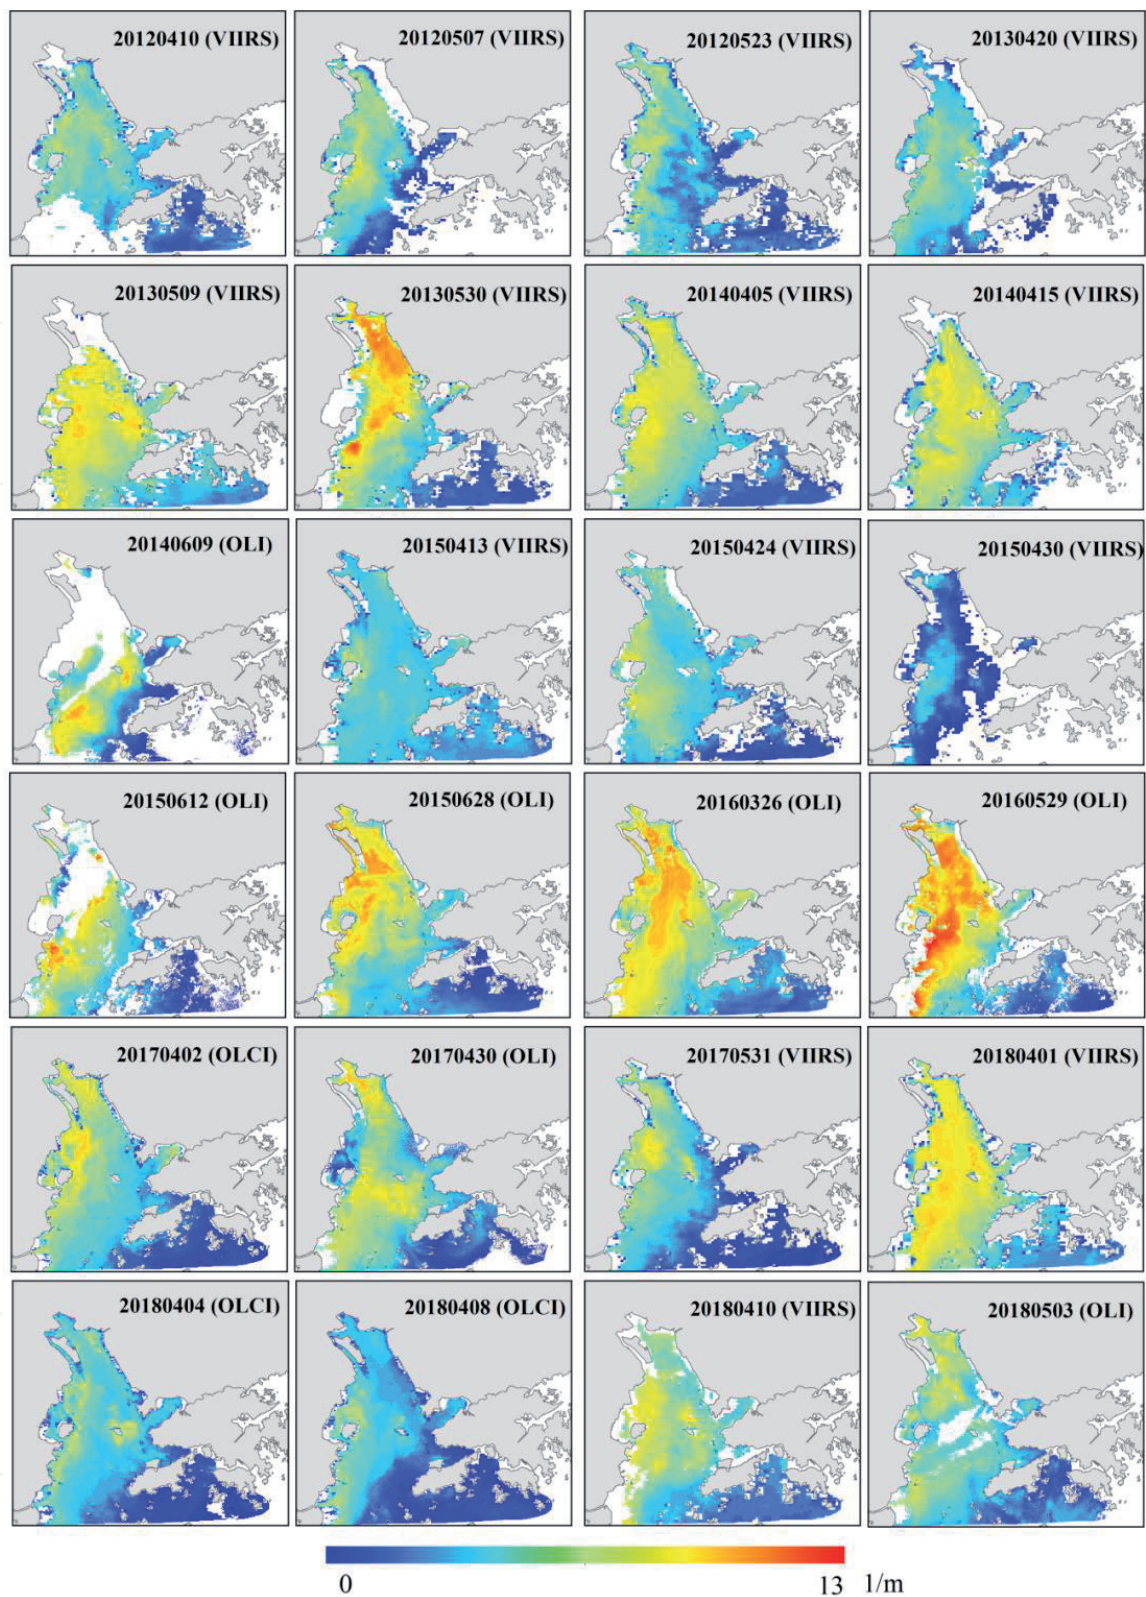 20120410 (VIIRS)
20120507 (VIIRS)
20120523 (VIIRS)
20130420 (VIIRS)
20130509 (VIIRS)
20130530 (VIIRS)
20140405 (VIIRS)
20140415 (VIIRS)
20140609 (OLI)
20150413 (VIIRS)
20150424 (VIIRS)
20150430 (VIIRS)
20150612 (OLI)
20150628 (OLI)
20160326 (OLI)
20160529 (OLI)
20170402 (OLCI)
20170430 (OLI)
20170531 (VIIRS)
20180401 (VIIRS)
20180404 (OLCI)
20180408 (OLCI)
20180410 (VIIRS)
20180503 (OLI)
0 13 1/m